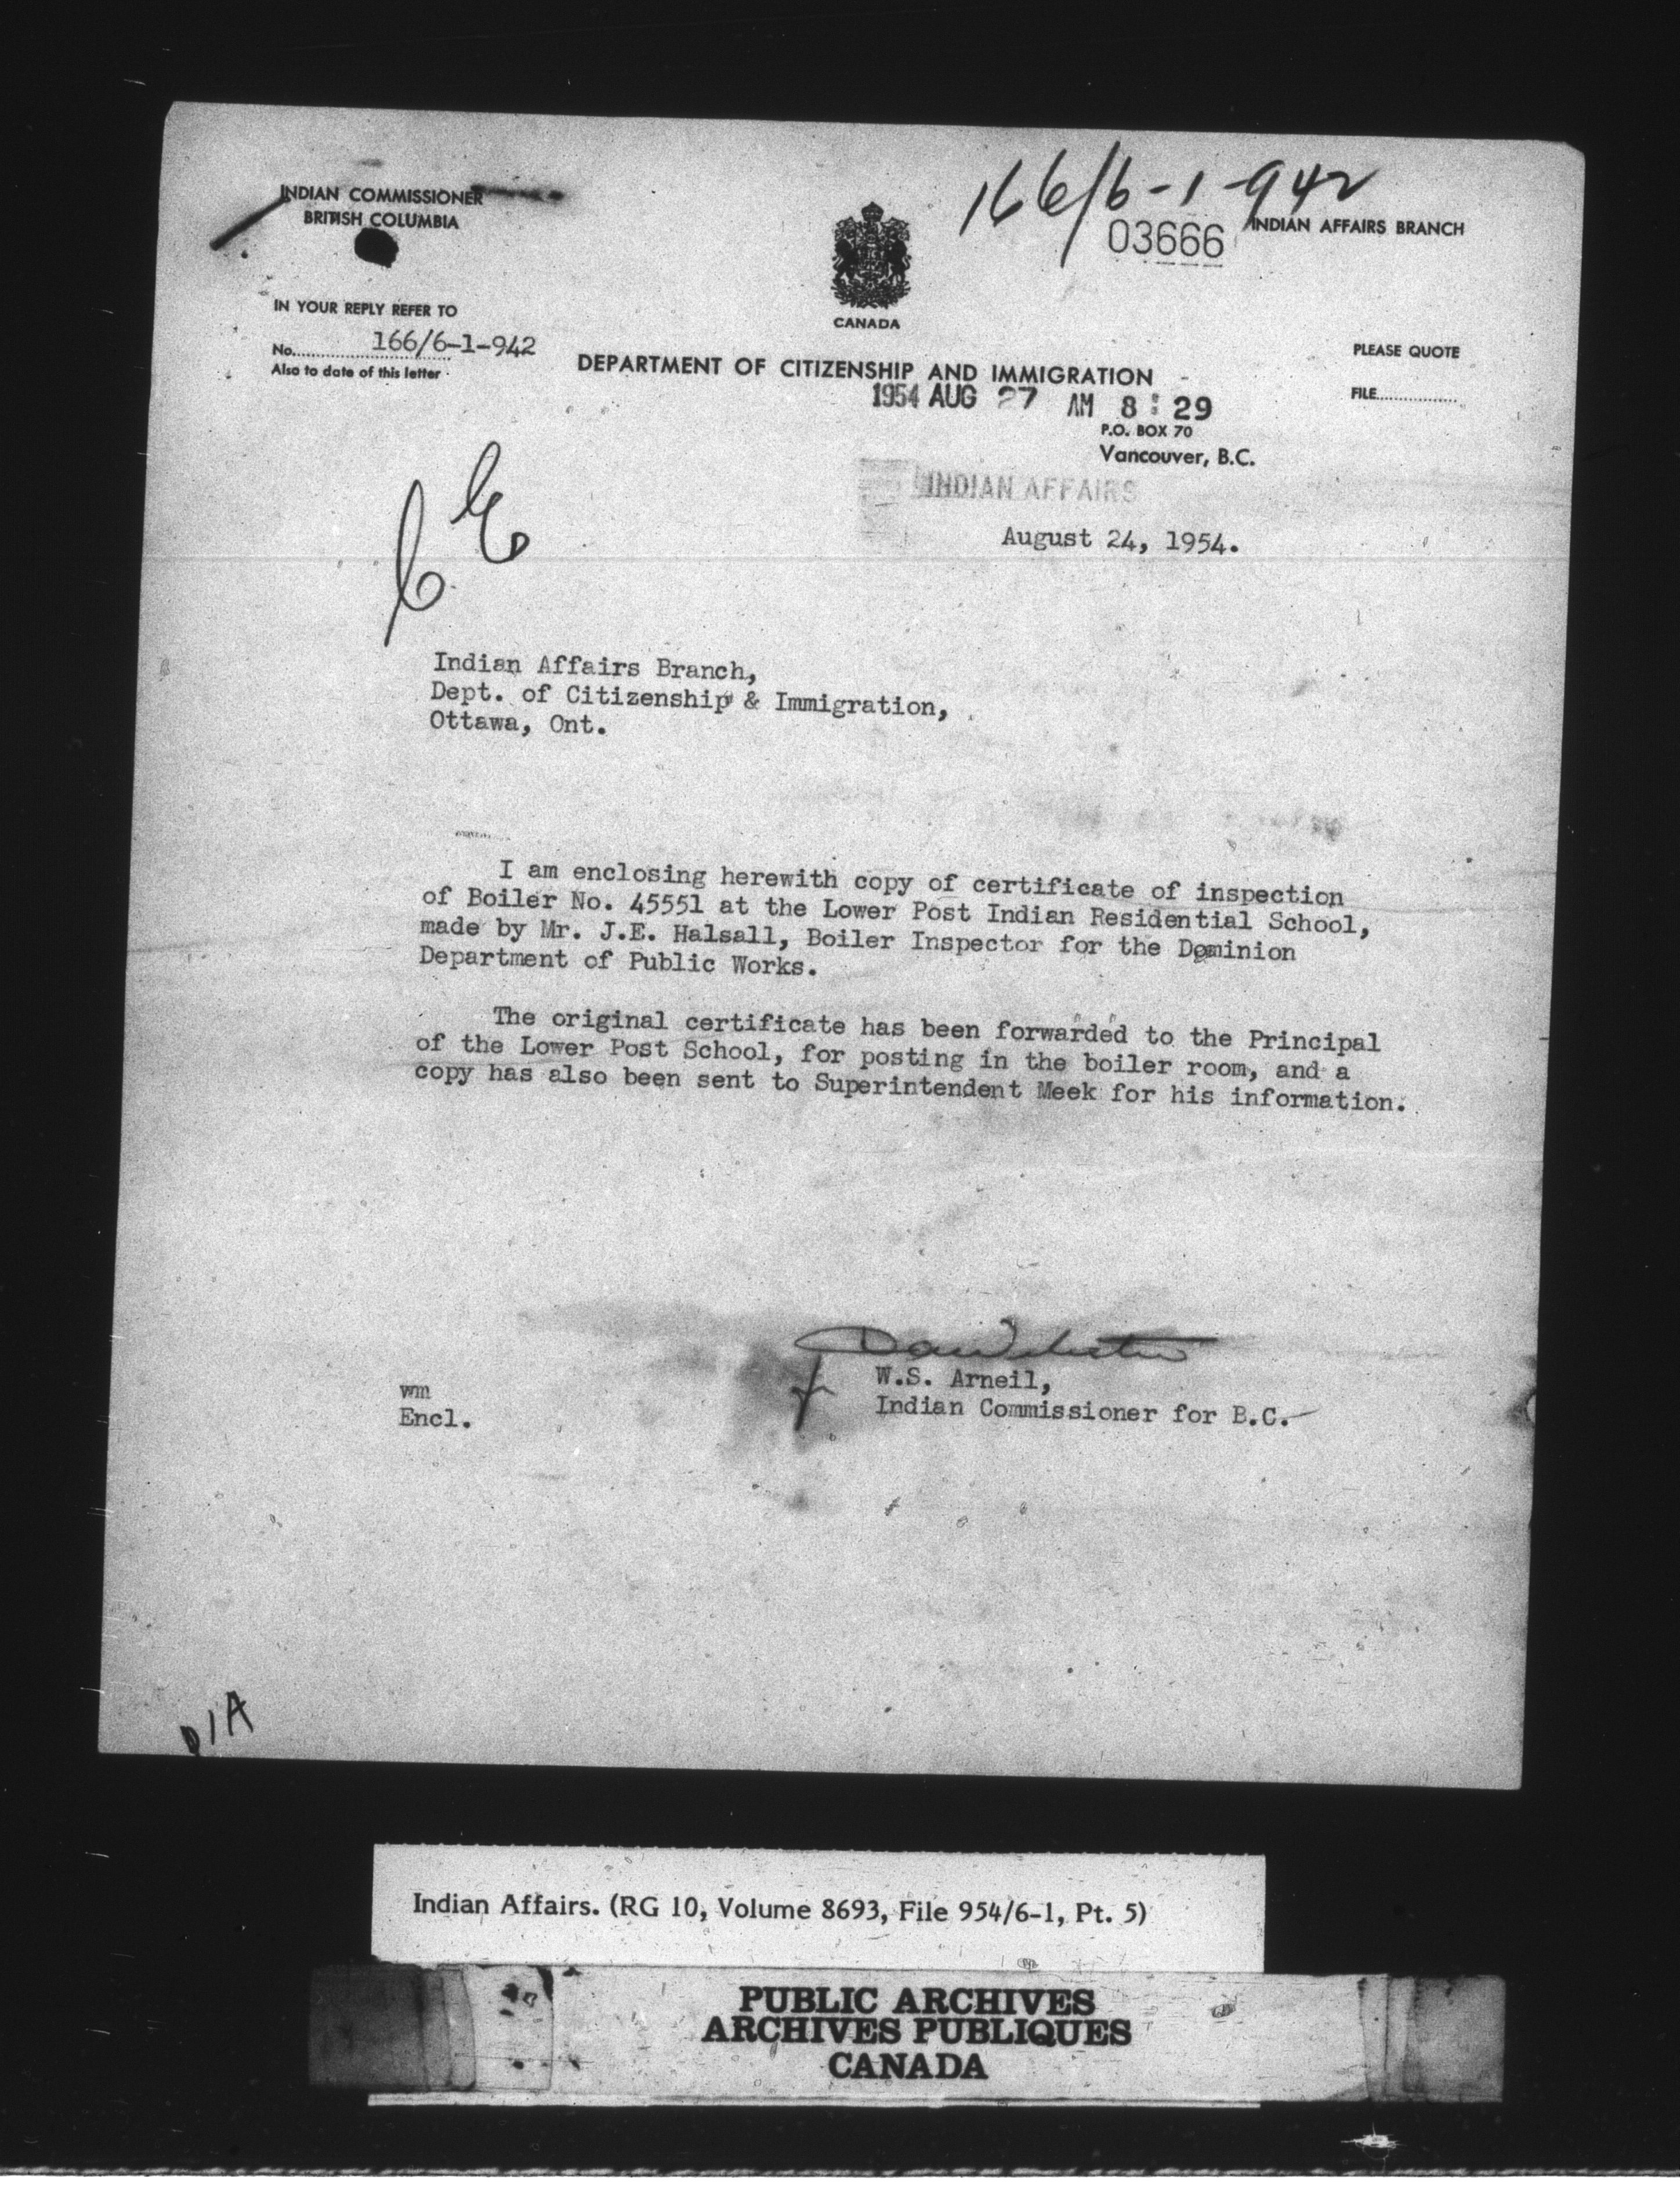 166/6-1-942
INDIAN COMMISSIONER
BRITISH COLUMBIA
03666
INDIAN AFFAIRS BRANCH
IN YOUR REPLY REFER TO
No. 166/6-1-942
Also to date of this letter
CANADA
PLEASE QUOTE
FILE
DEPARTMENT OF CITIZENSHIP AND IMMIGRATION
1954 AUG 27 AM 8:29
P.O. BOX 70
Vancouver, B.C.
INDIAN AFFAIRS
August 24, 1954.
Indian Affairs Branch,
Dept. of Citizenship & Immigration,
Ottawa, Ont.
I am enclosing herewith copy of certificate of inspection
of Boiler No. 45551 at the Lower Post Indian Residential School,
made by Mr. J.E. Halsall, Boiler Inspector for the Dominion
Department of Public Works.
The original certificate has been forwarded to the Principal
of the Lower Post School, for posting in the boiler room, and a
copy has also been sent to Superintendent Meek for his information.
W.S. Arneil,
Indian Commissioner for B.C.
wm
Encl.
DIA
Indian Affairs. (RG 10, Volume 8693, File 954/6-1, Pt. 5)
PUBLIC ARCHIVES
ARCHIVES PUBLIQUES
CANADA